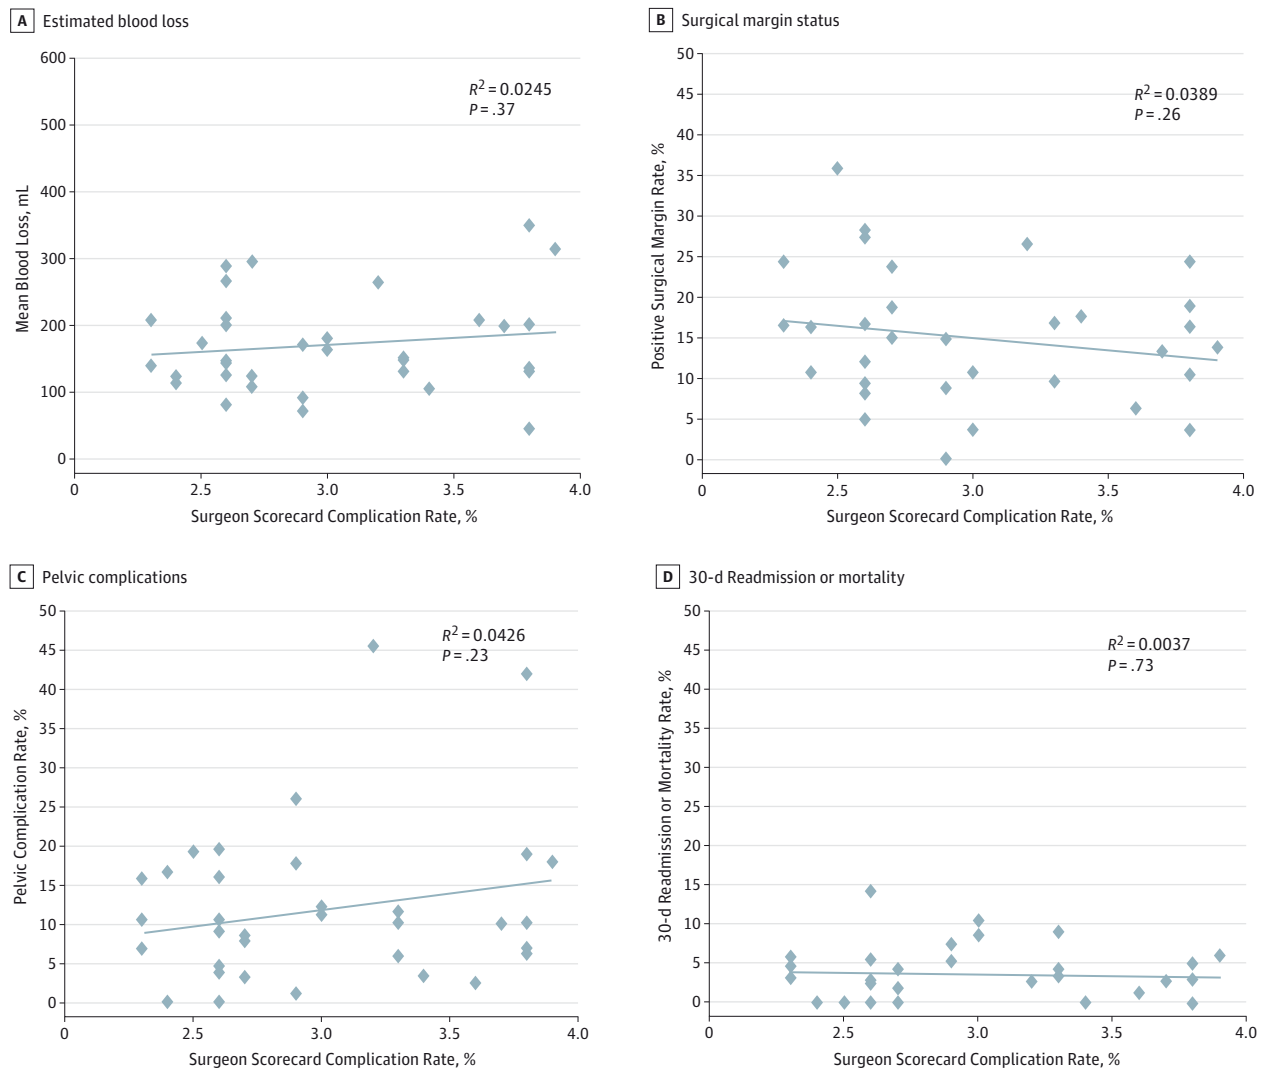 A Estimated blood loss
600
500
400
300
200
100
0
Mean Blood Loss, mL
R² = 0.0245
P = .37
0 2.5 3.0 3.5 4.0
Surgeon Scorecard Complication Rate, %
B Surgical margin status
50
45
40
35
30
25
20
15
10
5
0
Positive Surgical Margin Rate, %
R² = 0.0389
P = .26
0 2.5 3.0 3.5 4.0
Surgeon Scorecard Complication Rate, %
C Pelvic complications
50
45
40
35
30
25
20
15
10
5
0
Pelvic Complication Rate, %
R² = 0.0426
P = .23
0 2.5 3.0 3.5 4.0
Surgeon Scorecard Complication Rate, %
D 30-d Readmission or mortality
50
45
40
35
30
25
20
15
10
5
0
30-d Readmission or Mortality Rate, %
R² = 0.0037
P = .73
0 2.5 3.0 3.5 4.0
Surgeon Scorecard Complication Rate, %